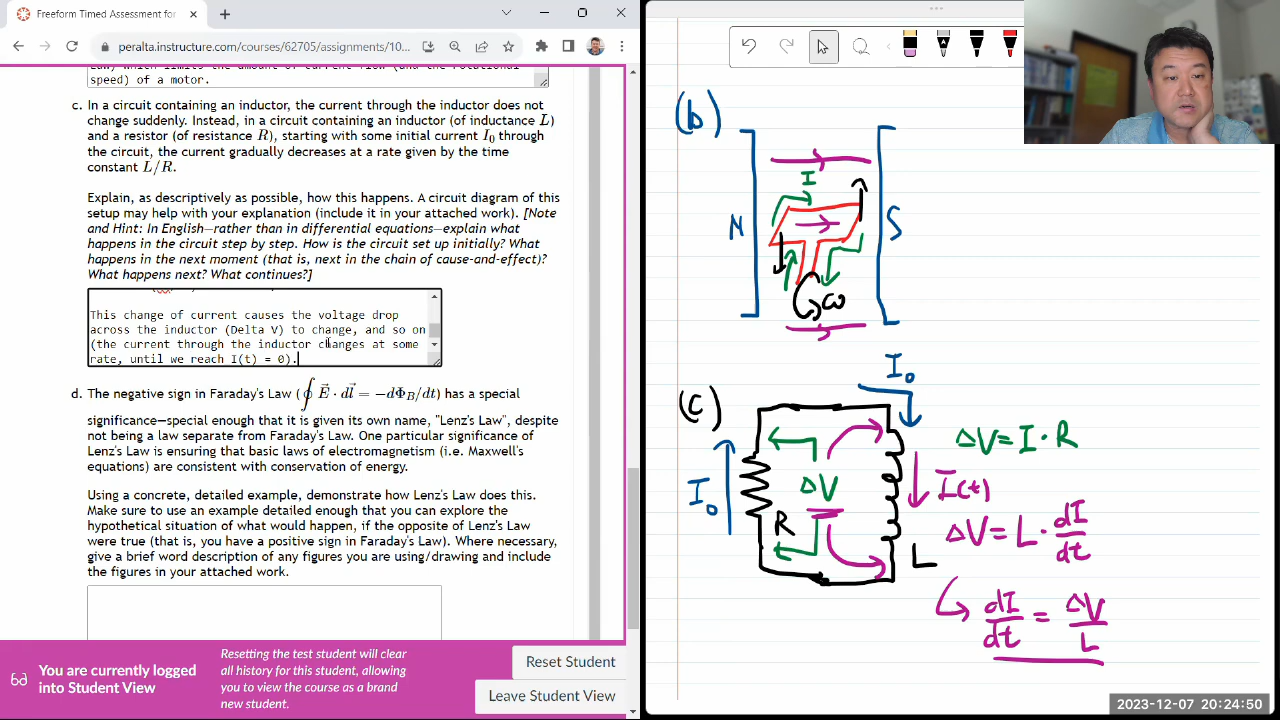 Freeform Timed Assessment for
peralta.instructure.com/courses/62705/assignments/10...
speed) of a motor.
c. In a circuit containing an inductor, the current through the inductor does not
change suddenly. Instead, in a circuit containing an inductor (of inductance L)
and a resistor (of resistance R), starting with some initial current I₀ through
the circuit, the current gradually decreases at a rate given by the time
constant L/R.
Explain, as descriptively as possible, how this happens. A circuit diagram of this
setup may help with your explanation (include it in your attached work). [Note
and Hint: In English—rather than in differential equations—explain what
happens in the circuit step by step. How is the circuit set up initially? What
happens in the next moment (that is, next in the chain of cause-and-effect)?
What happens next? What continues?]
This change of current causes the voltage drop
across the inductor (Delta V) to change, and so on
(the current through the inductor changes at some
rate, until we reach I(t) = 0).
d. The negative sign in Faraday's Law (∮ E⃗ · dl⃗ = −dΦB/dt) has a special
significance—special enough that it is given its own name, "Lenz's Law", despite
not being a law separate from Faraday's Law. One particular significance of
Lenz's Law is ensuring that basic laws of electromagnetism (i.e. Maxwell's
equations) are consistent with conservation of energy.
Using a concrete, detailed example, demonstrate how Lenz's Law does this.
Make sure to use an example detailed enough that you can explore the
hypothetical situation of what would happen, if the opposite of Lenz's Law
were true (that is, you have a positive sign in Faraday's Law). Where necessary,
give a brief word description of any figures you use using/drawing and include
the figures in your attached work.
You are currently logged
into Student View
Resetting the test student will clear
all history for this student, allowing
you to view the course as a brand
new student.
Reset Student
Leave Student View
(b)
I
N
S
ω
(c)
I₀
I₀
ΔV
R
L
ΔV = I · R
I(t)
ΔV = L · dI/dt
dI/dt = ΔV/L
2023-12-07 20:24:50